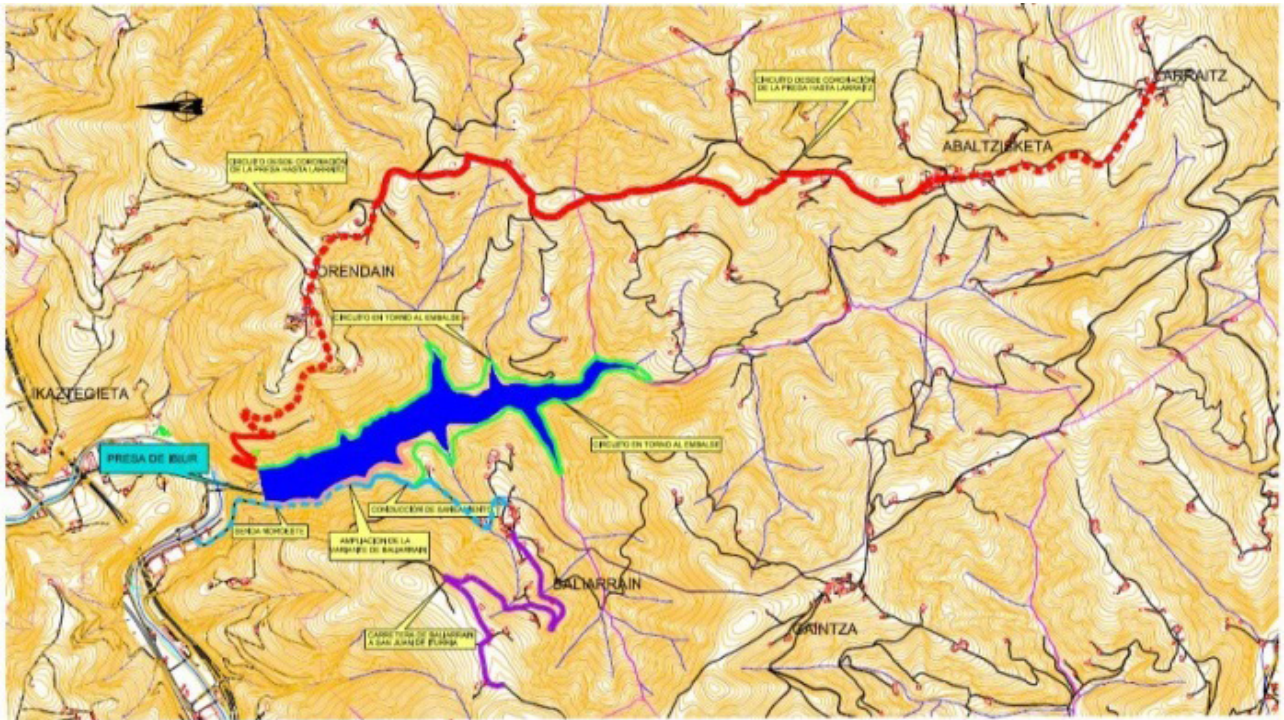 LARRAITZ
CIRCUITO DESDE CORONACIÓN
DE LA PRESA HASTA LARRAITZ
N
ABALTZISKETA
CIRCUITO DESDE CORONACIÓN
DE LA PRESA HASTA LARRAITZ
ORENDAIN
CIRCUITO EN TORNO AL EMBALSE
IKAZTEGIETA
CIRCUITO EN TORNO AL EMBALSE
PRESA DE IBIUR
CONDUCCIÓN DE SANEAMIENTO
SENDA NOROESTE
AMPLIACIÓN DE LA
VARIANTE DE BALIARRAIN
BALIARRAIN
GAINTZA
CARRETERA DE BALIARRAIN
A SAN JUAN DE ITURRIA